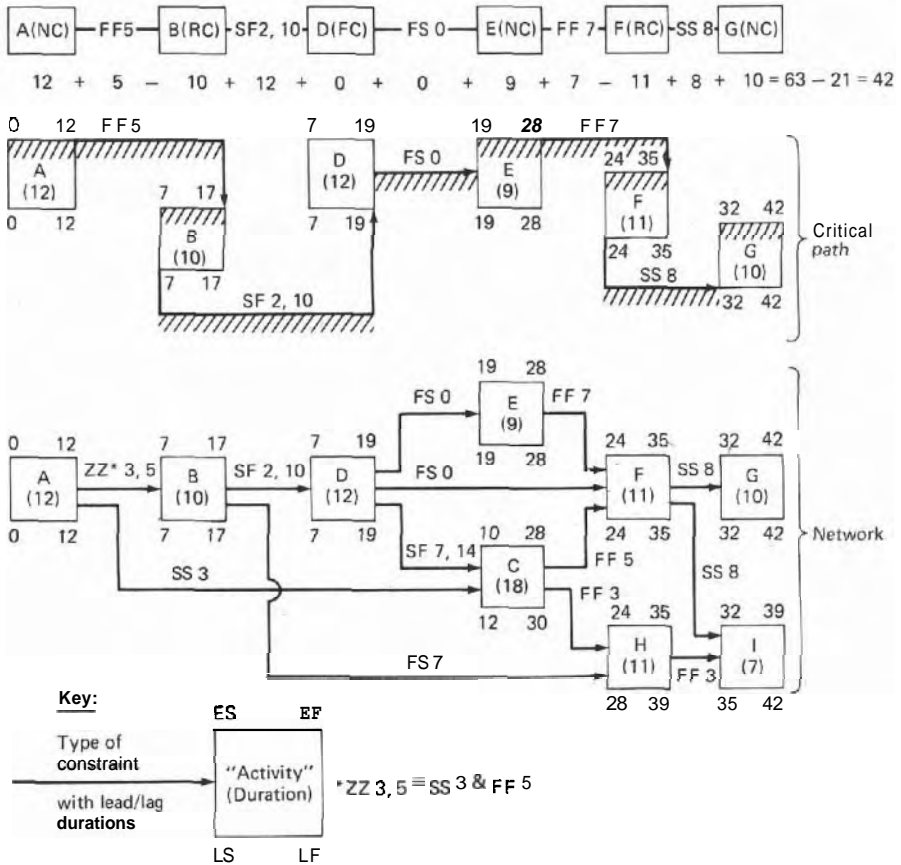 A(NC) FF5 B(RC) SF2, 10 D(FC) FS 0 E(NC) FF 7 F(RC) SS 8 G(NC)
12 + 5 − 10 + 12 + 0 + 0 + 9 + 7 − 11 + 8 + 10 = 63 − 21 = 42
0 12 FF 5 7 19 19 28 FF7
A (12)
0 12
7 17
B (10)
7 17
D (12)
7 19
FS 0
E (9)
19 28
24 35
F (11)
24 35
32 42
G (10)
32 42
SF 2, 10
SS 8
Critical path
19 28
E (9)
19 28
FS 0
FF 7
0 12
A (12)
0 12
ZZ* 3, 5
7 17
B (10)
7 17
SF 2, 10
7 19
D (12)
7 19
FS 0
24 35
F (11)
24 35
SS 8
32 42
G (10)
32 42
Network
SF 7, 14
10 28
C (18)
12 30
FF 5
FF 3
SS 3
SS 8
24 35
H (11)
28 39
FS 7
FF 3
32 39
I (7)
35 42
Key:
ES EF
Type of
constraint
with lead/lag
durations
"Activity"
(Duration)
LS LF
*ZZ 3, 5 ≡ SS 3 & FF 5